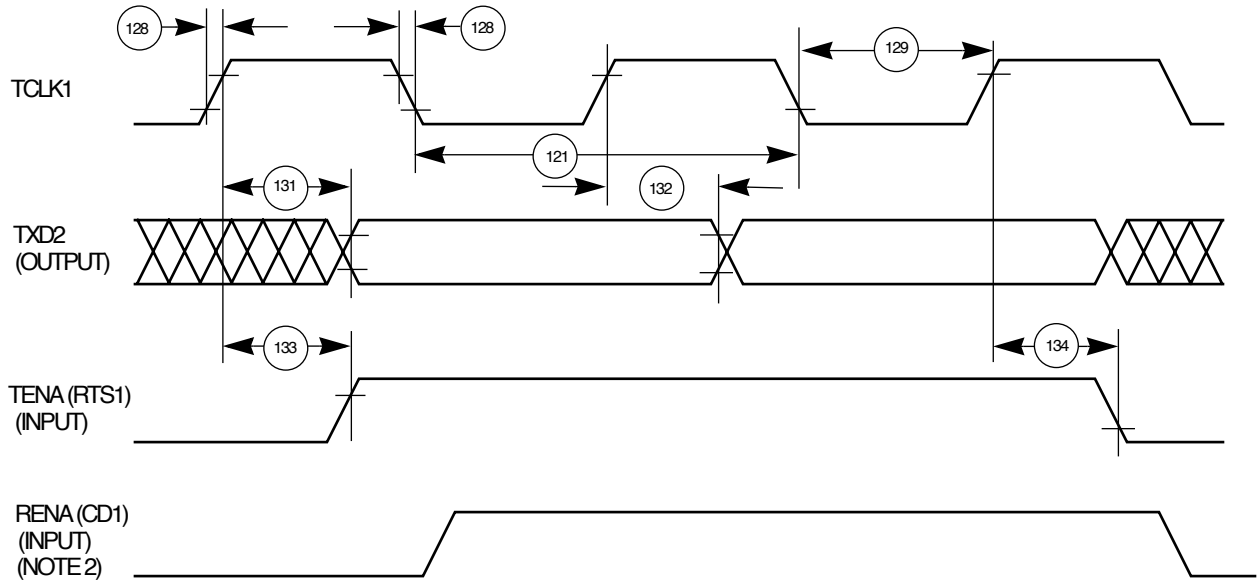 128
128
129
TCLK1
121
131
132
TXD2
(OUTPUT)
133
134
TENA (RTS1)
(INPUT)
RENA (CD1)
(INPUT)
(NOTE 2)